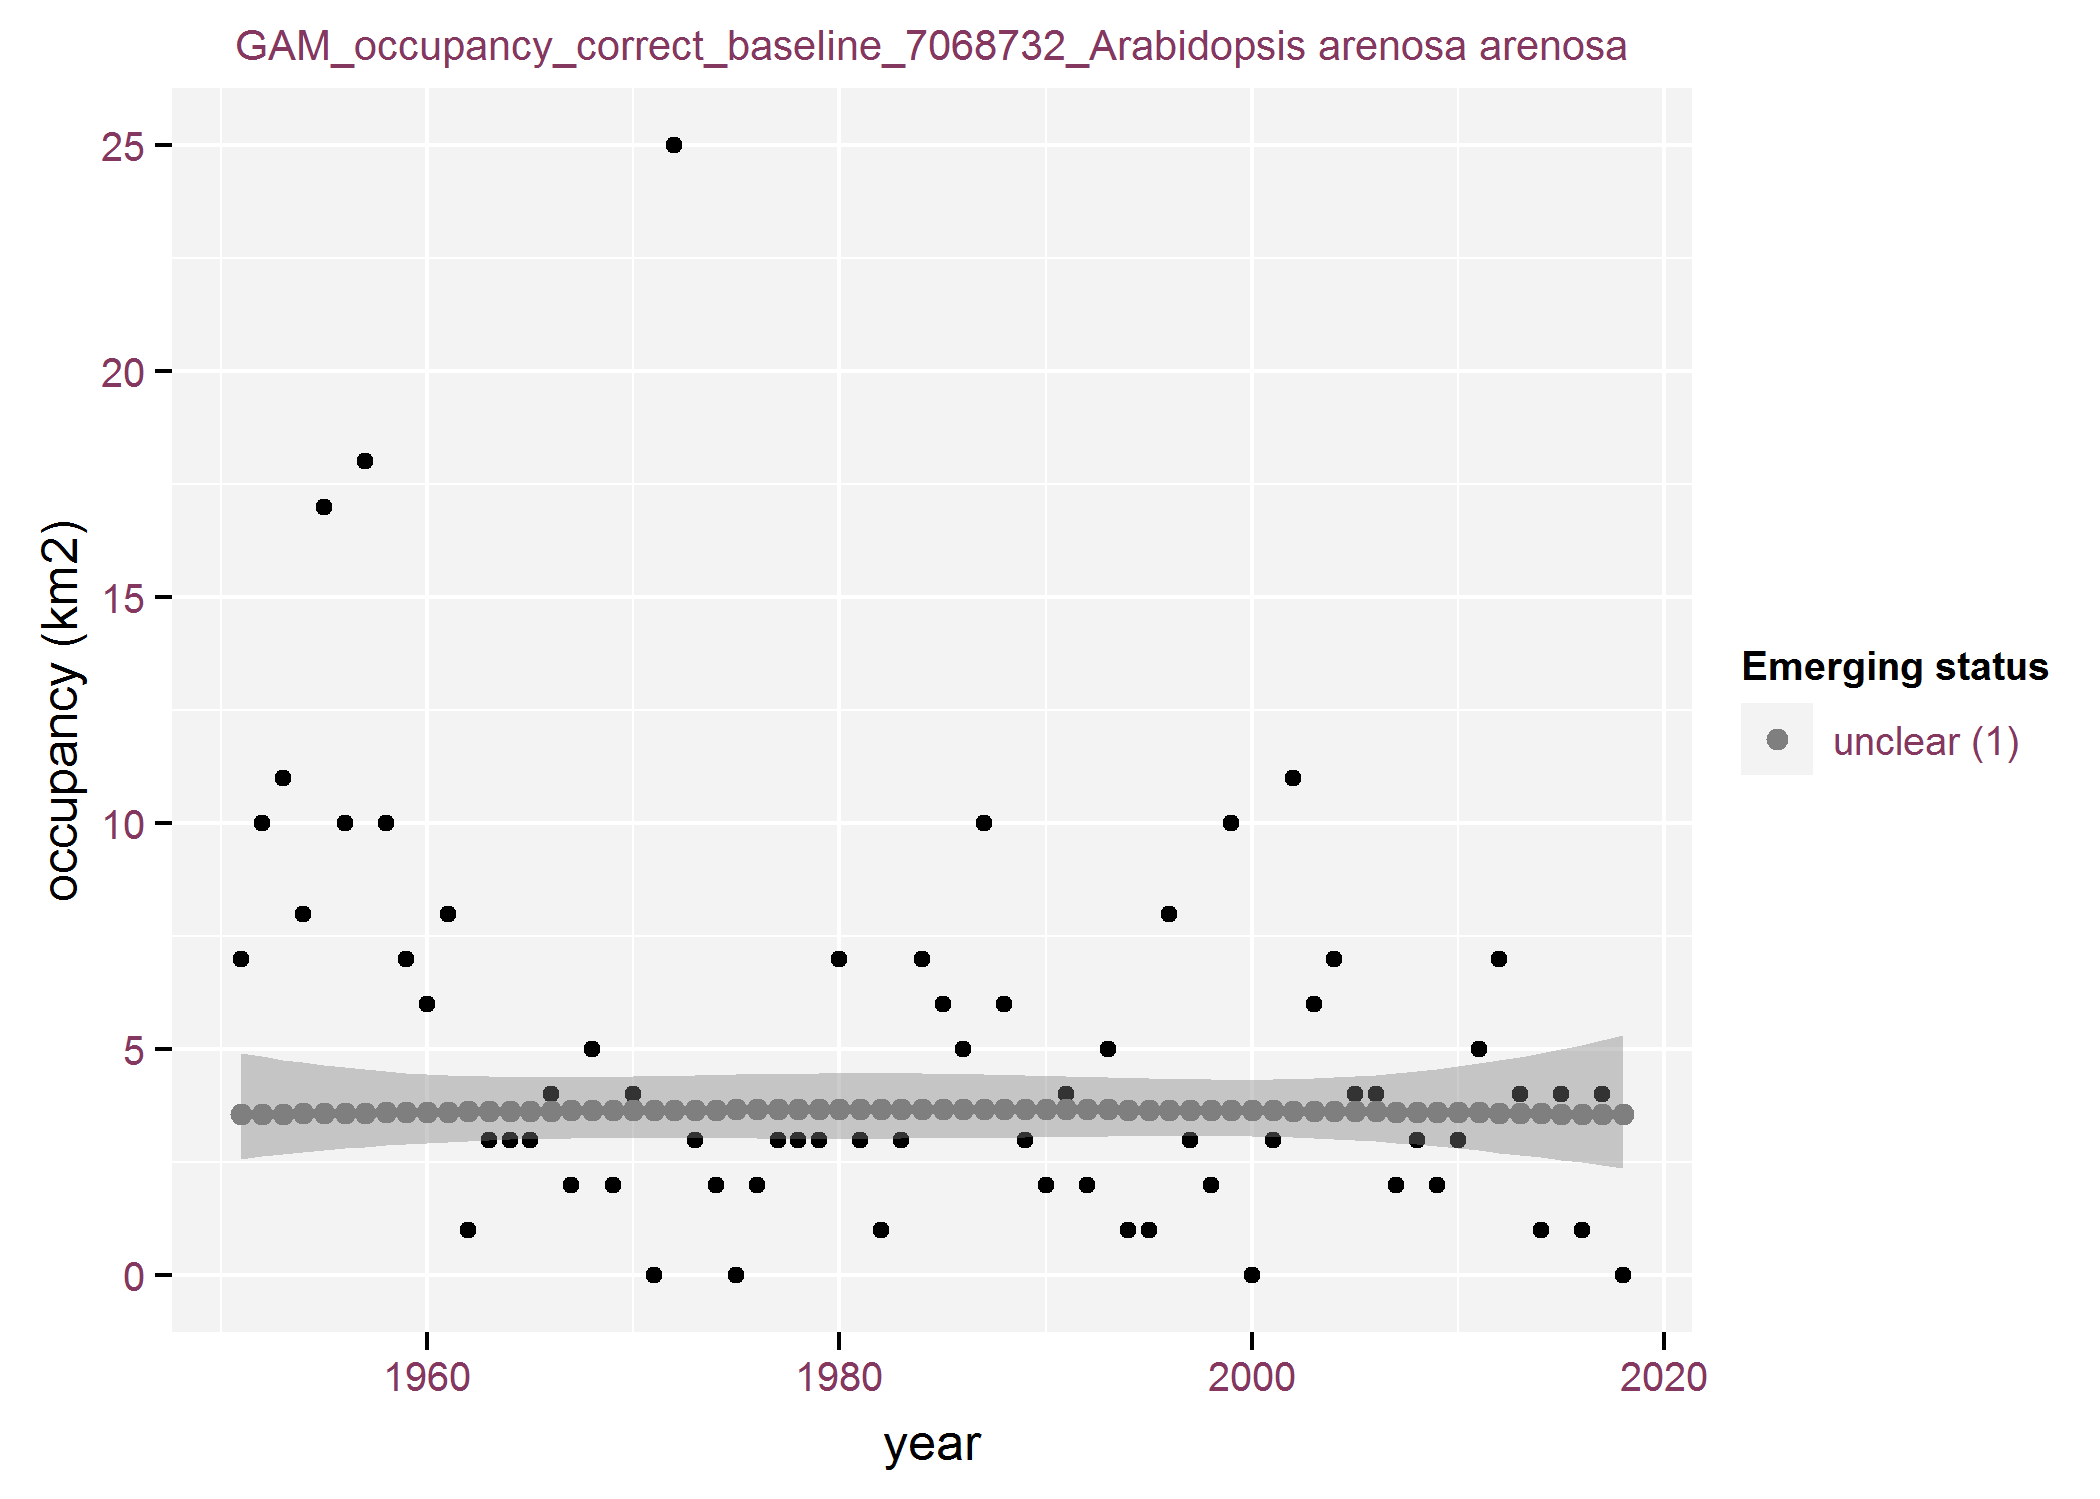 GAM_occupancy_correct_baseline_7068732_Arabidopsis arenosa arenosa
25
20
15
10
5
0
occupancy (km2)
1960 1980 2000 2020
year
Emerging status
unclear (1)